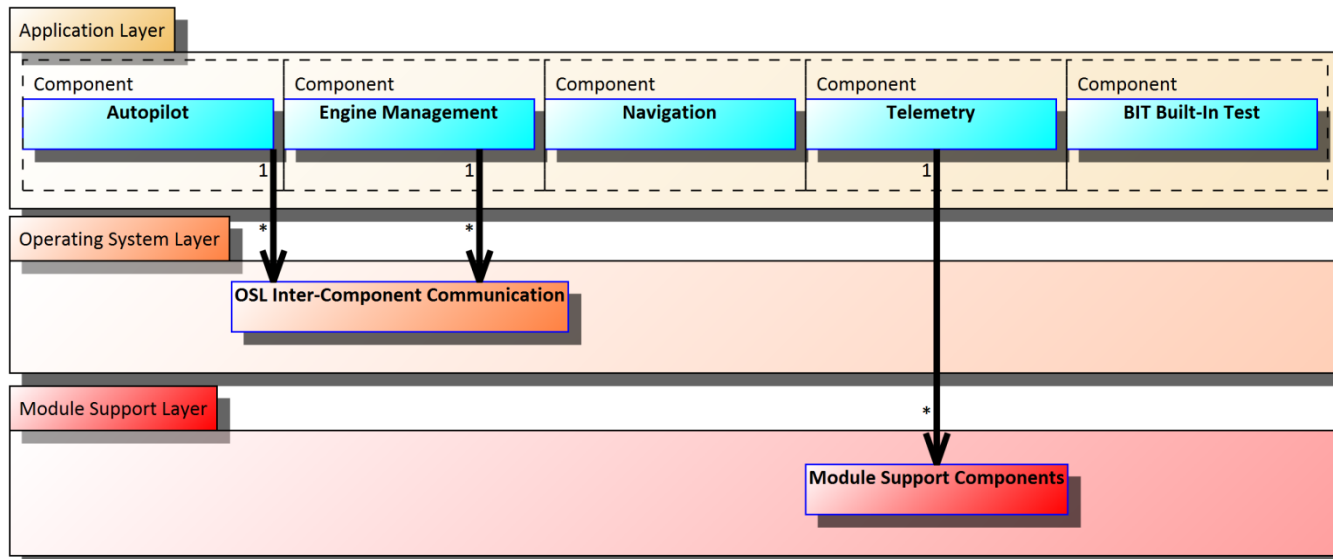 Application Layer
Component
Component
Component
Component
Component
Autopilot
Engine Management
Navigation
Telemetry
BIT Built-In Test
1
1
1
Operating System Layer
*
*
OSL Inter-Component Communication
Module Support Layer
*
Module Support Components